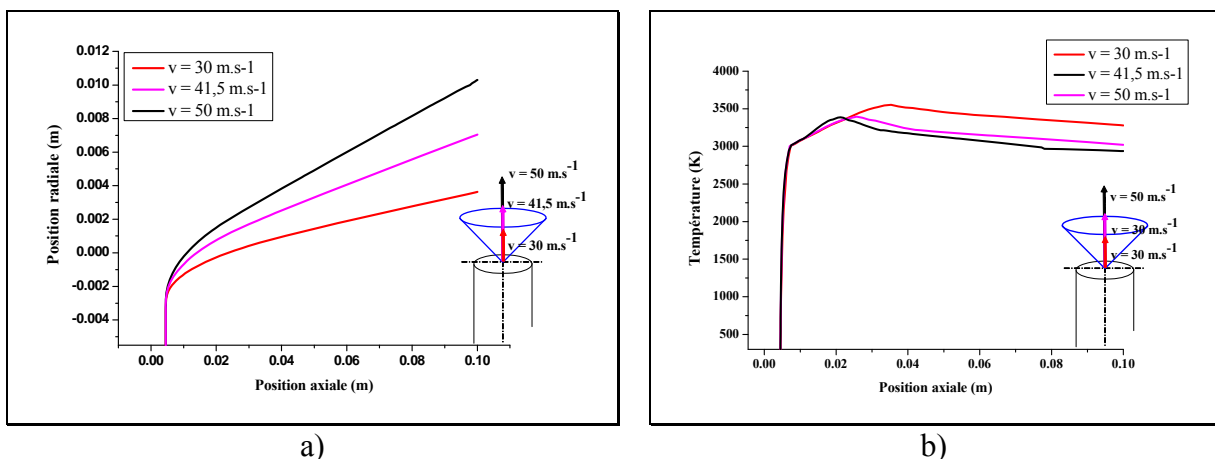 0.012
0.010
0.008
0.006
0.004
0.002
0.000
-0.002
-0.004
Position radiale (m)
v = 30 m.s-1
v = 41,5 m.s-1
v = 50 m.s-1
v = 50 m.s-1
v = 41,5 m.s-1
v = 30 m.s-1
0.00 0.02 0.04 0.06 0.08 0.10
Position axiale (m)
a)
4000
3500
3000
2500
2000
1500
1000
500
Température (K)
v = 30 m.s-1
v = 41,5 m.s-1
v = 50 m.s-1
v = 50 m.s-1
v = 30 m.s-1
v = 30 m.s-1
0.00 0.02 0.04 0.06 0.08 0.10
Position axiale (m)
b)